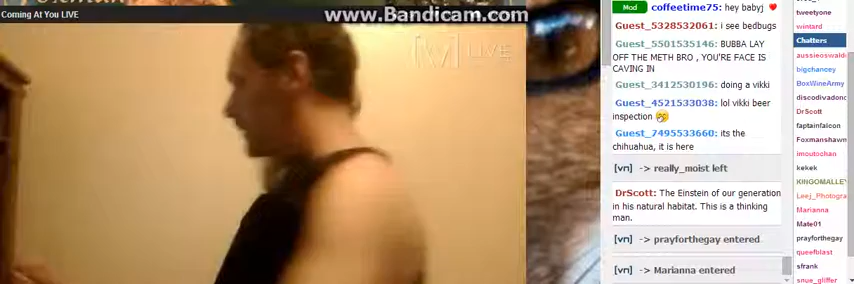 Coming At You LIVE
www.Bandicam.com
LIVE
Mod coffeetime75: hey babyj
Guest_5328532061: i see bedbugs
Guest_5501535146: BUBBA LAY
OFF THE METH BRO , YOU'RE FACE IS
CAVING IN
Guest_3412530196: doing a vikki
Guest_4521533038: lol vikki beer
inspection
Guest_7495533660: its the
chihuahua, it is here
[vn] -> really_moist left
DrScott: The Einstein of our generation
in his natural habitat. This is a thinking
man.
[vn] -> prayforthegay entered
[vn] -> Marianna entered
tweetyone
wintard
Chatters
aussieoswald
bigchancey
BoxWineArmy
discodivadon
DrScott
faptainfalcon
Foxmanshawn
imoutochan
kekek
KINGOMALLEY
Leej_Photogra
Marianna
Mate01
prayforthegay
queefblast
sfrank
snue_gliffer